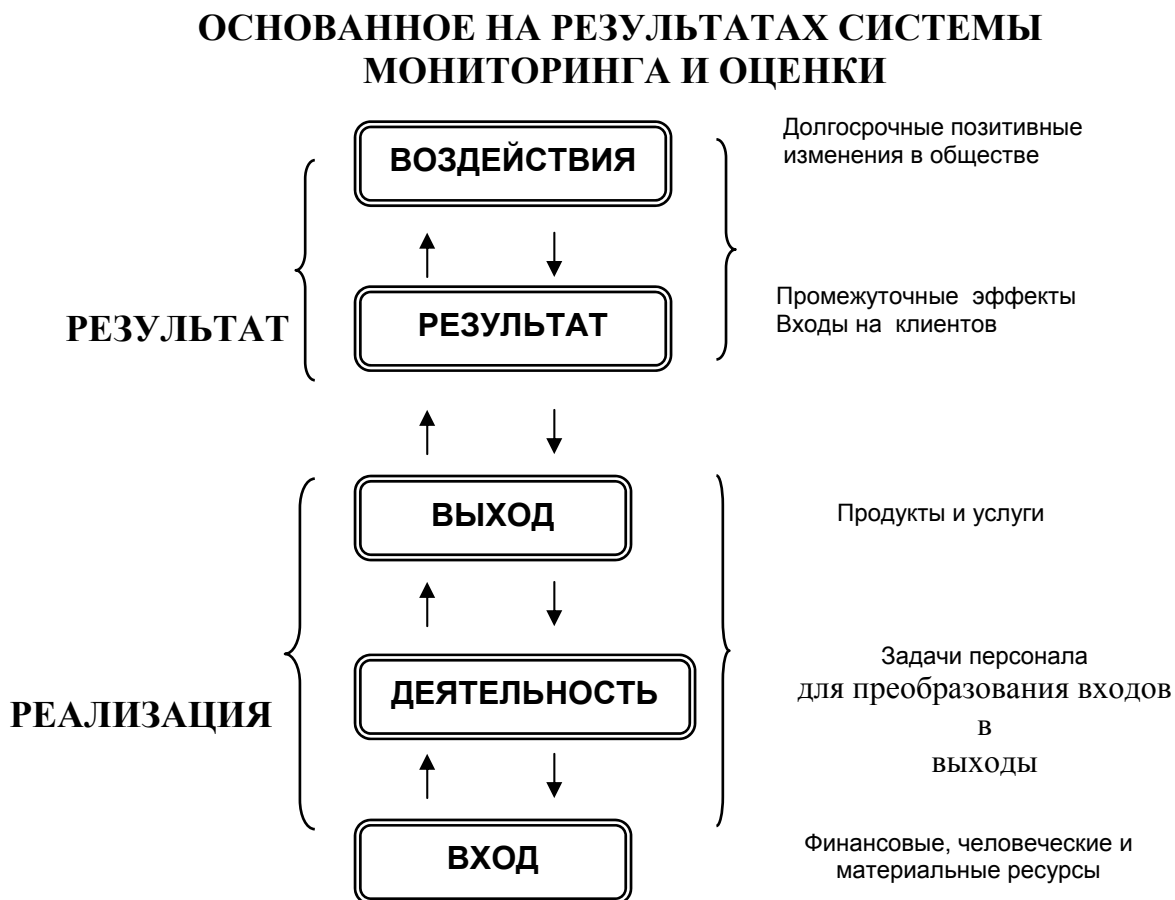 ОСНОВАННОЕ НА РЕЗУЛЬТАТАХ СИСТЕМЫ
МОНИТОРИНГА И ОЦЕНКИ
ВОЗДЕЙСТВИЯ
Долгосрочные позитивные
изменения в обществе
РЕЗУЛЬТАТ
РЕЗУЛЬТАТ
Промежуточные эффекты
Входы на клиентов
ВЫХОД
Продукты и услуги
РЕАЛИЗАЦИЯ
ДЕЯТЕЛЬНОСТЬ
Задачи персонала
для преобразования входов
в
выходы
ВХОД
Финансовые, человеческие и
материальные ресурсы